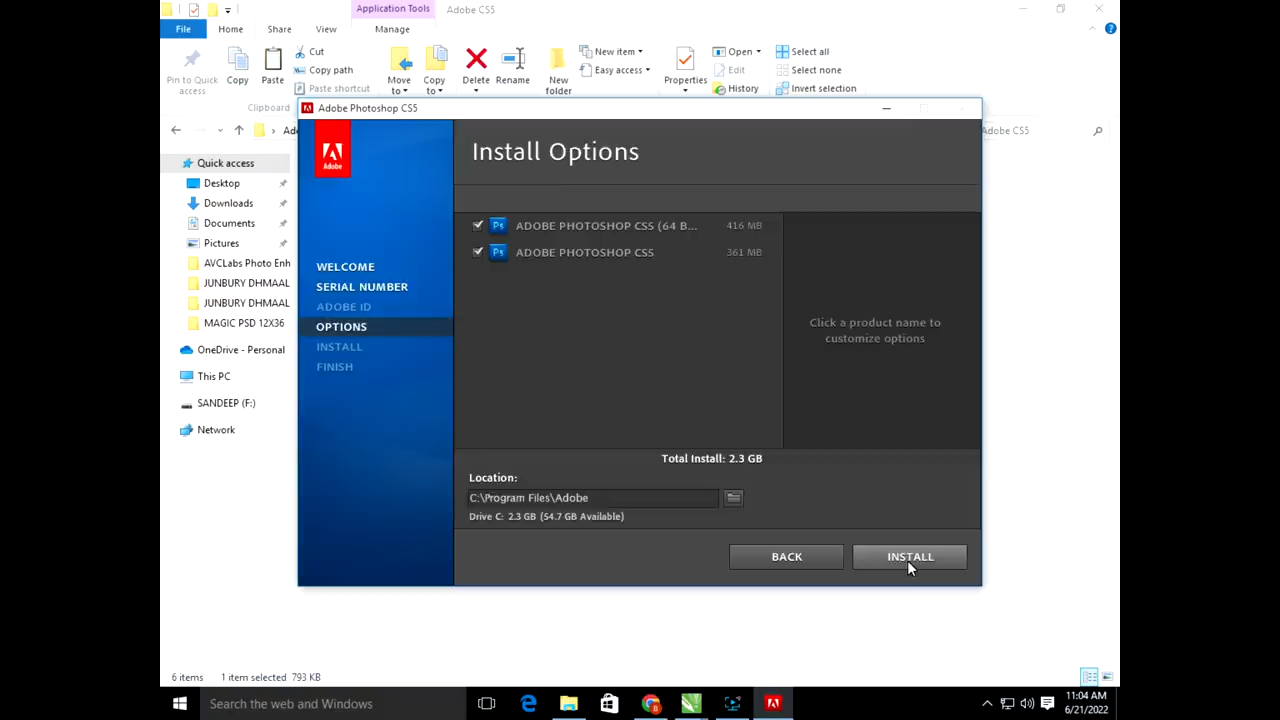 Application Tools
Adobe CS5
File
Home
Share
View
Manage
Pin to Quick
access
Copy
Paste
Cut
Copy path
Paste shortcut
Move
to
Copy
to
Delete
Rename
New
folder
New item
Easy access
Properties
Open
Edit
History
Select all
Select none
Invert selection
Clipboard
Adobe Photoshop CS5
Adobe CS5
Adobe
Install Options
Quick access
Desktop
Downloads
Documents
Pictures
AVCLabs Photo Enh
JUNBURY DHMAAL
JUNBURY DHMAAL
MAGIC PSD 12X36
OneDrive - Personal
This PC
SANDEEP (F:)
Network
WELCOME
SERIAL NUMBER
ADOBE ID
OPTIONS
INSTALL
FINISH
Ps ADOBE PHOTOSHOP CS5 (64 B... 416 MB
Ps ADOBE PHOTOSHOP CS5 361 MB
Click a product name to
customize options
Total Install: 2.3 GB
Location:
C:\Program Files\Adobe
Drive C: 2.3 GB (54.7 GB Available)
BACK
INSTALL
6 items 1 item selected 793 KB
Search the web and Windows
11:04 AM
6/21/2022